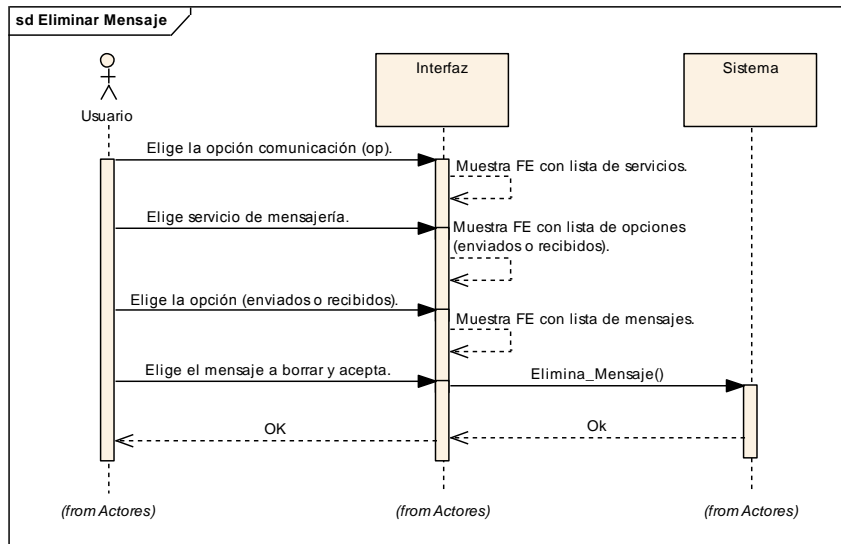 sd Eliminar Mensaje
Interfaz
Sistema
Usuario
Elige la opción comunicación (op).
Muestra FE con lista de servicios.
Elige servicio de mensajería.
Muestra FE con lista de opciones
(enviados o recibidos).
Elige la opción (enviados o recibidos).
Muestra FE con lista de mensajes.
Elige el mensaje a borrar y acepta.
Elimina_Mensaje()
OK
Ok
(from Actores)
(from Actores)
(from Actores)